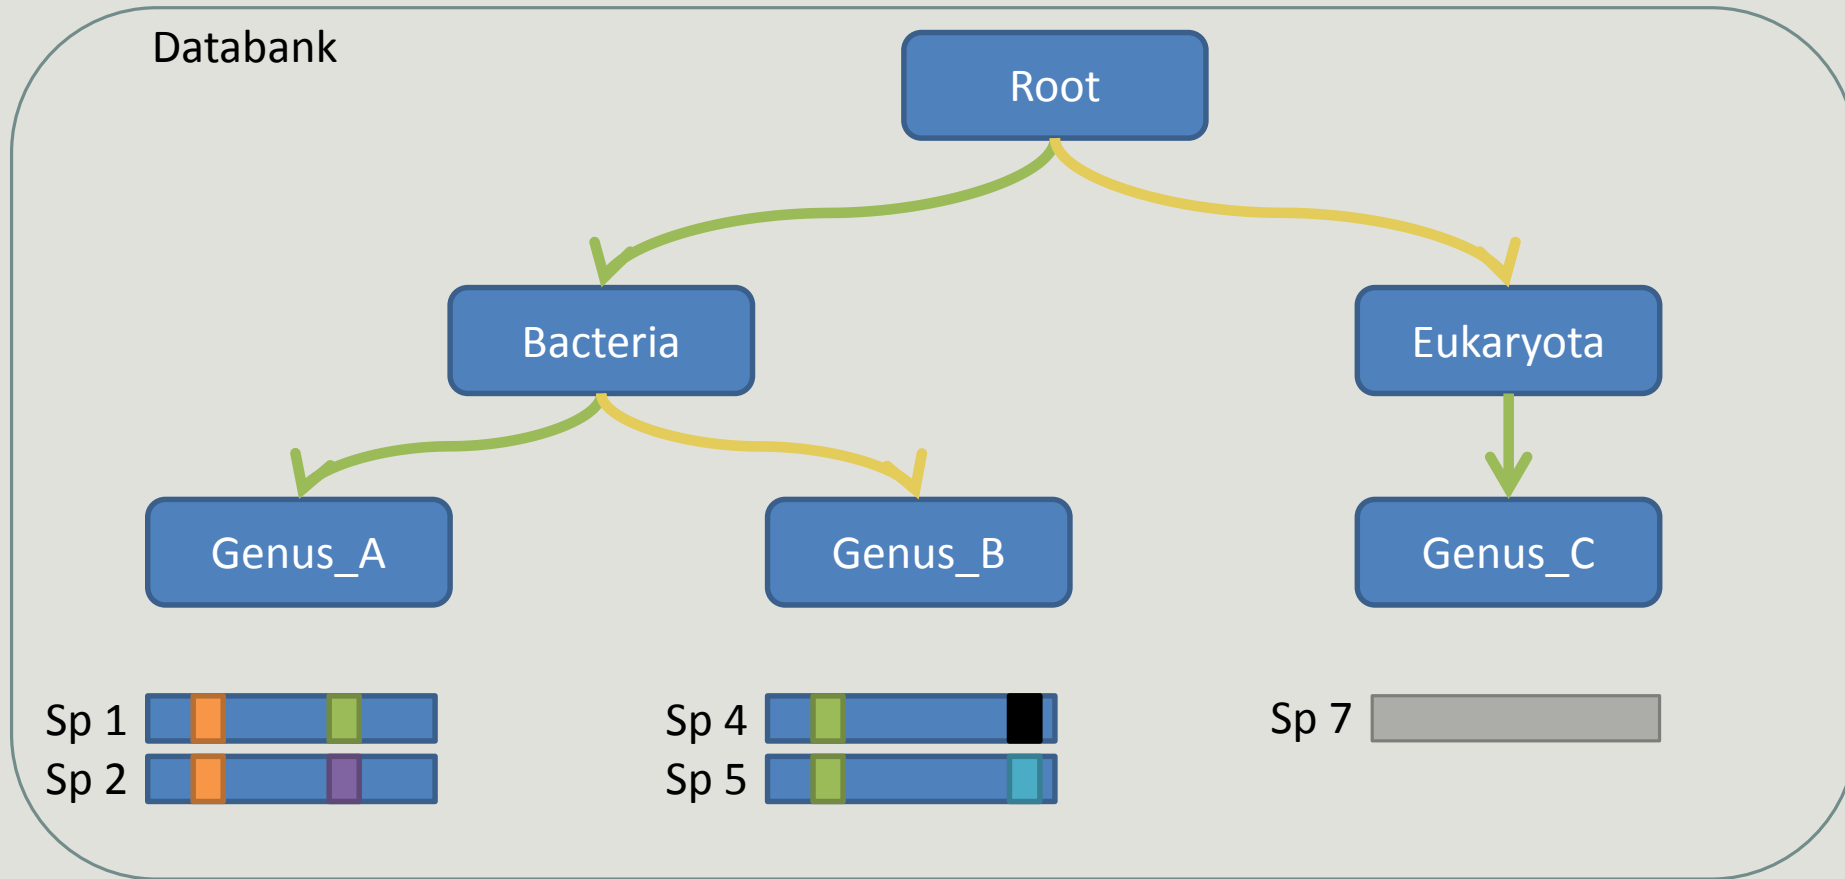 Databank
Root
Bacteria
Eukaryota
Genus_A
Genus_B
Genus_C
Sp 1
Sp 4
Sp 7
Sp 2
Sp 5